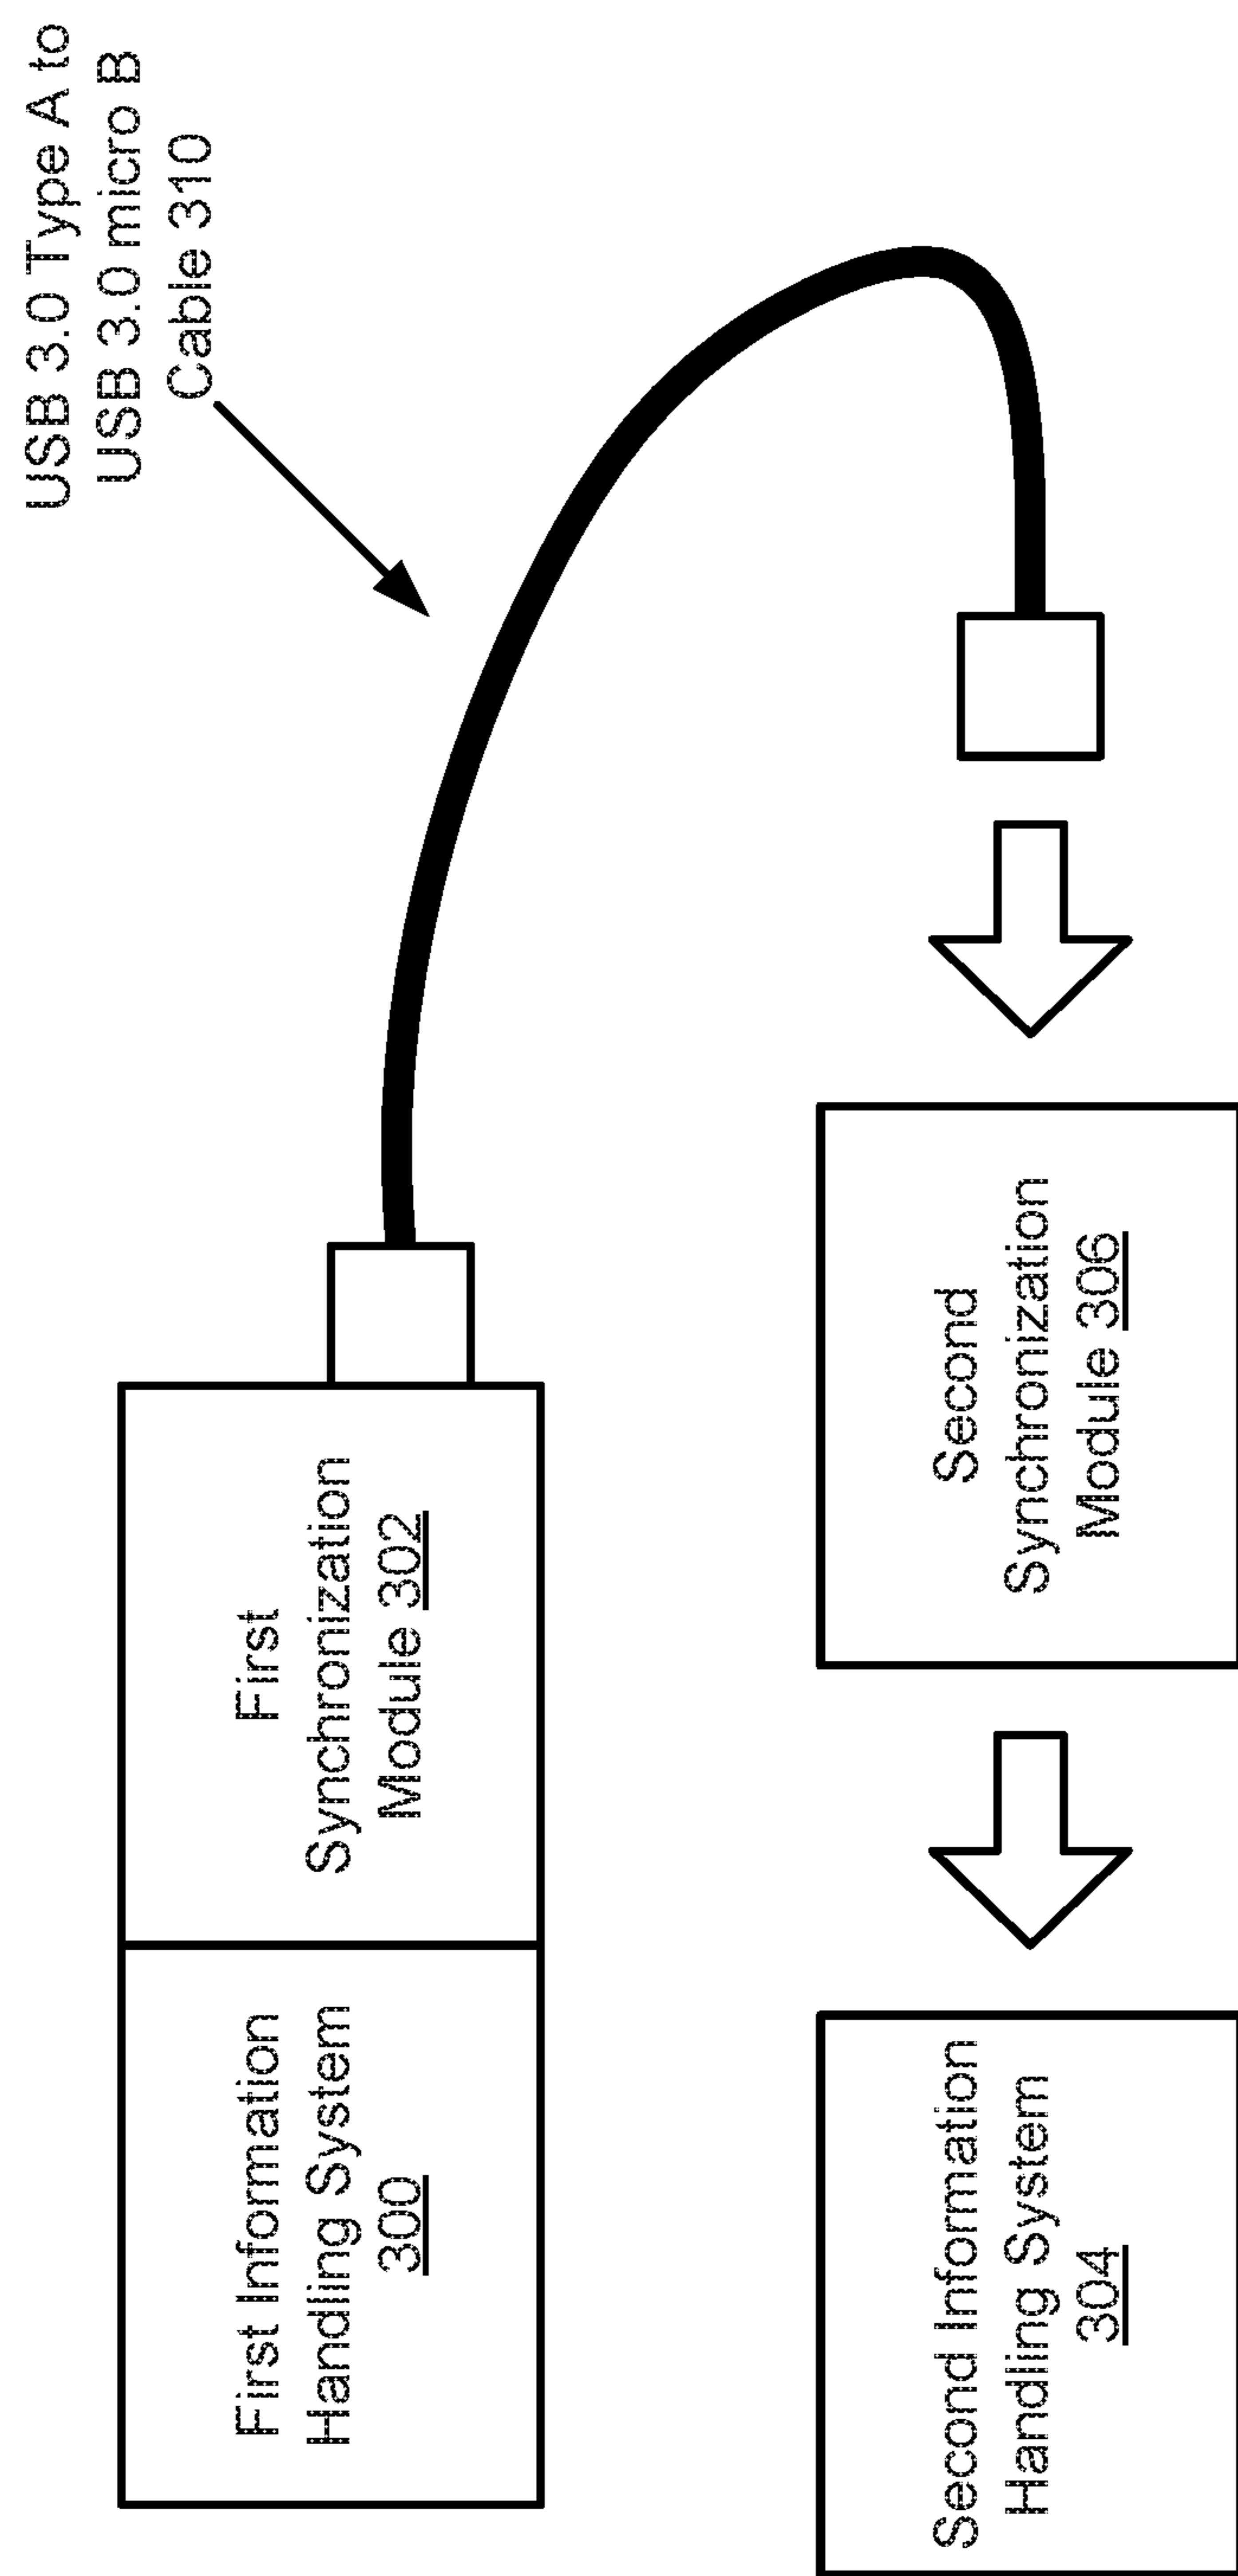 USB 3.0 Type A to
USB 3.0 micro B
Cable 310
First Information
Handling System
300
First
Synchronization
Module 302
Second Information
Handling System
304
Second
Synchronization
Module 306